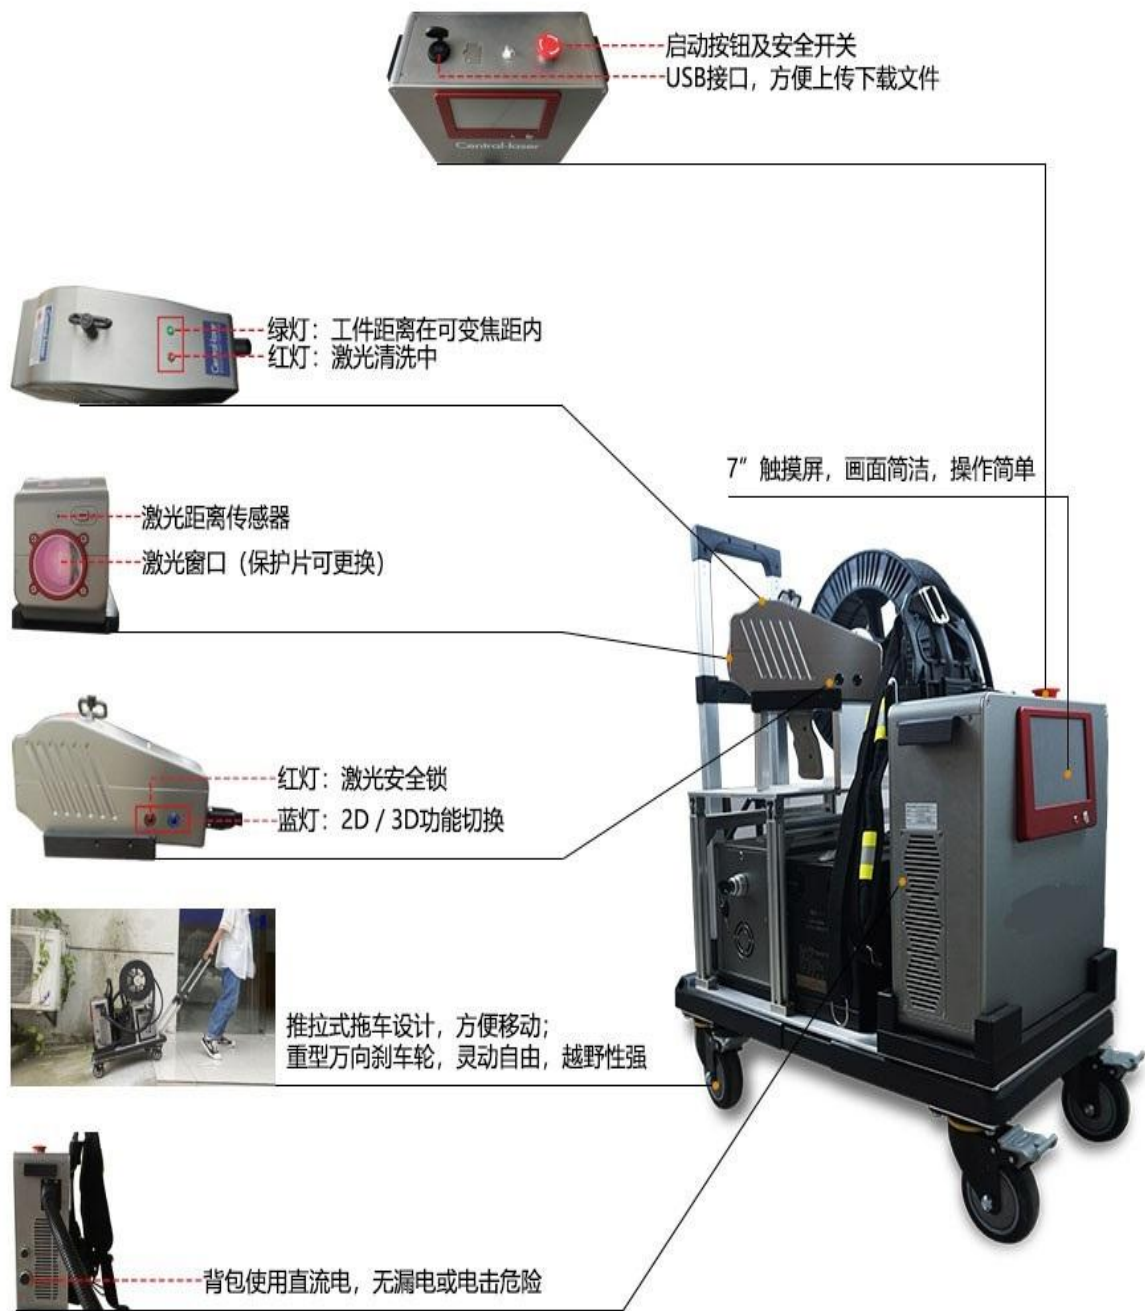 启动按钮及安全开关
USB接口，方便上传下载文件
Central-laser
绿灯：工件距离在可变焦距内
红灯：激光清洗中
7”触摸屏，画面简洁，操作简单
激光距离传感器
激光窗口（保护片可更换）
红灯：激光安全锁
蓝灯：2D / 3D功能切换
推拉式拖车设计，方便移动；
重型万向刹车轮，灵动自由，越野性强
背包使用直流电，无漏电或电击危险